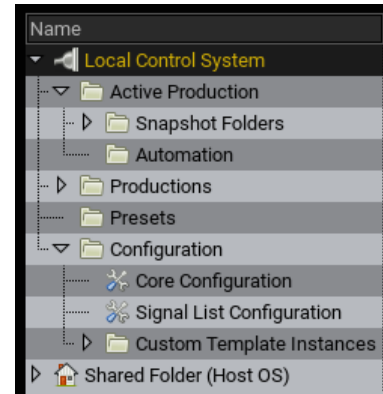 Name
Local Control System
Active Production
Snapshot Folders
Automation
Productions
Presets
Configuration
Core Configuration
Signal List Configuration
Custom Template Instances
Shared Folder (Host OS)